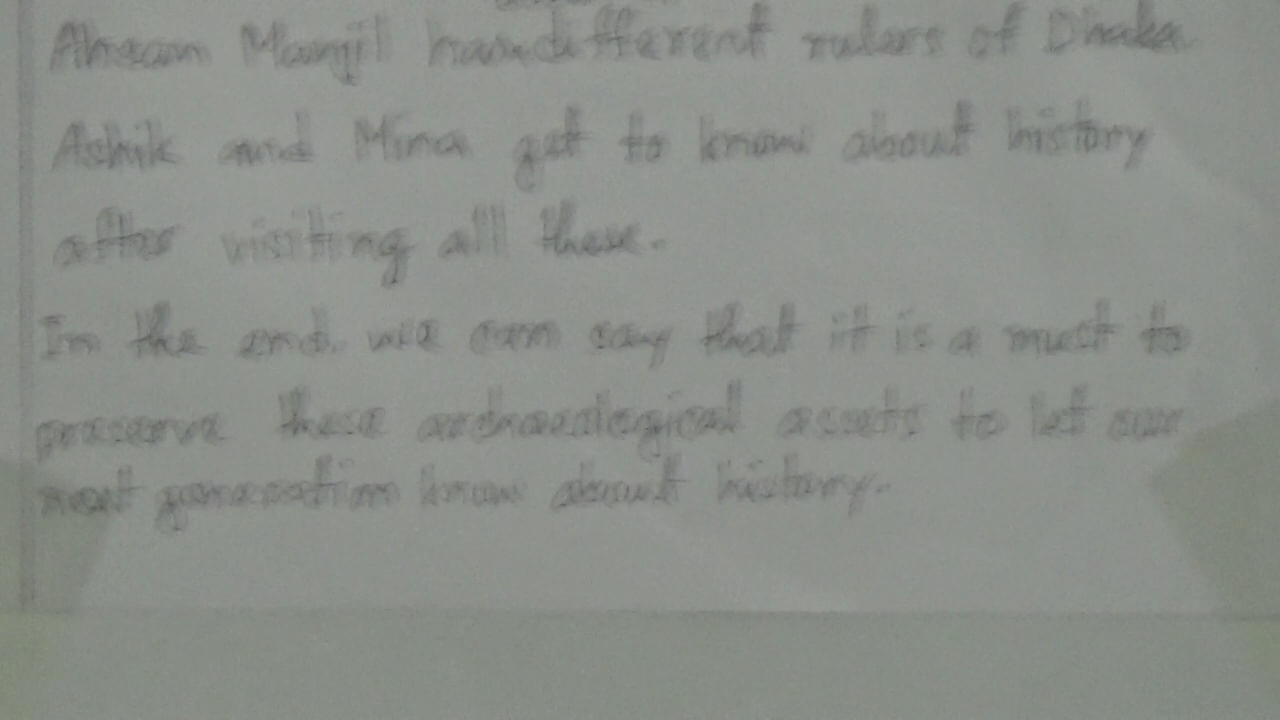 Ahsan Manjil has different rulers of Dhaka
Ashik and Mina get to know about history
after visiting all these.
In the end. we can say that it is a must to
preserve these archaeological assets to let our
next generation know about history.